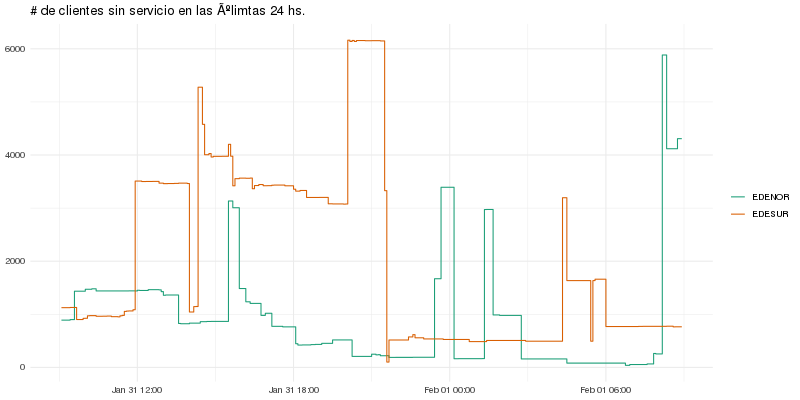 # de clientes sin servicio en las Ãºlimtas 24 hs.
6000
4000
2000
0
Jan 31 12:00
Jan 31 18:00
Feb 01 00:00
Feb 01 06:00
EDENOR
EDESUR